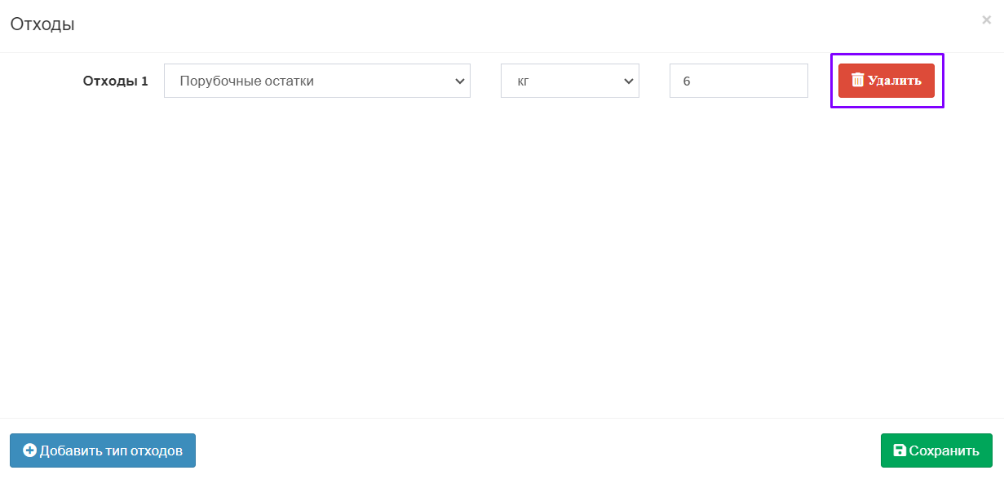 Отходы ×
Отходы 1 Порубочные остатки кг 6 Удалить
Добавить тип отходов Сохранить